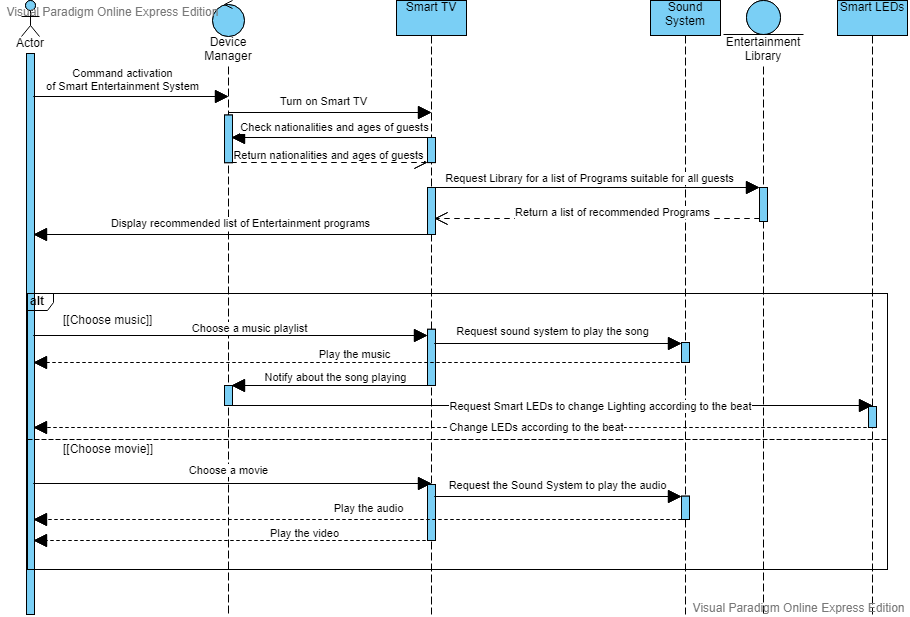 Visual Paradigm Online Express Edition
Actor
Device
Manager
Smart TV
Sound
System
Entertainment
Library
Smart LEDs
Command activation
of Smart Entertainment System
Turn on Smart TV
Check nationalities and ages of guests
Return nationalities and ages of guests
Request Library for a list of Programs suitable for all guests
Return a list of recommended Programs
Display recommended list of Entertainment programs
alt
[[Choose music]]
Choose a music playlist
Request sound system to play the song
Play the music
Notify about the song playing
Request Smart LEDs to change Lighting according to the beat
Change LEDs according to the beat
[[Choose movie]]
Choose a movie
Request the Sound System to play the audio
Play the audio
Play the video
Visual Paradigm Online Express Edition